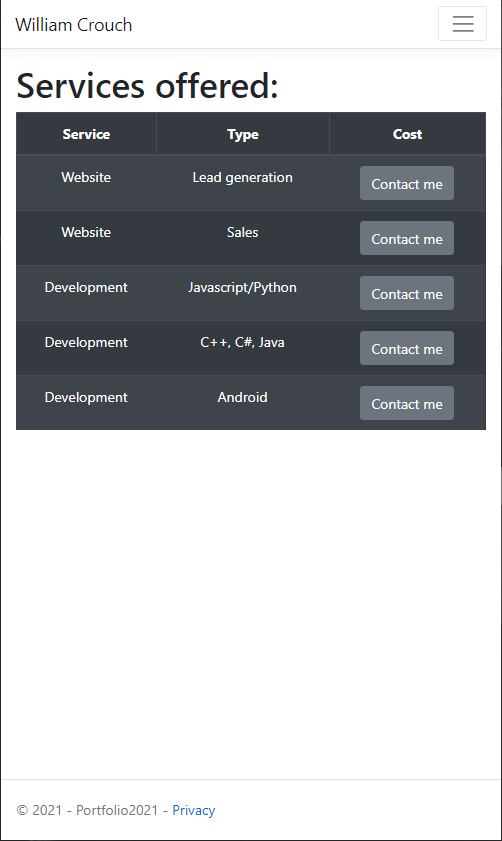 William Crouch
Services offered:
Service Type Cost
Website Lead generation Contact me
Website Sales Contact me
Development Javascript/Python Contact me
Development C++, C#, Java Contact me
Development Android Contact me
© 2021 - Portfolio2021 - Privacy